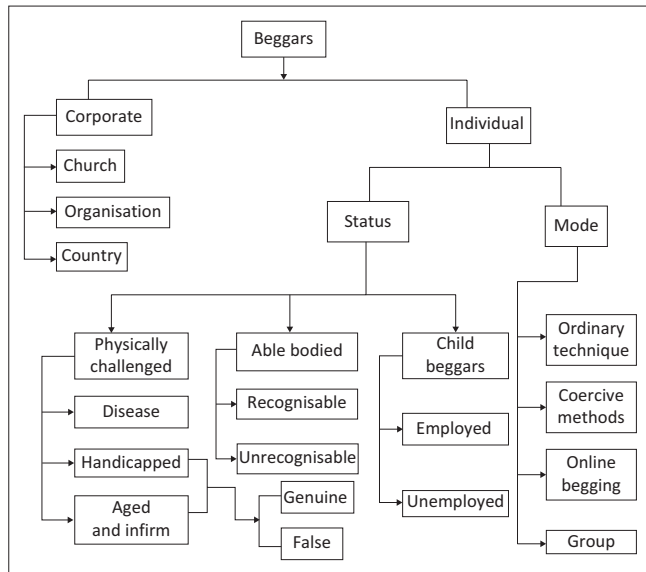 Beggars
Corporate
Church
Organisation
Country
Individual
Status
Mode
Physically
challenged
Disease
Handicapped
Aged
and infirm
Able bodied
Recognisable
Unrecognisable
Genuine
False
Child
beggars
Employed
Unemployed
Ordinary
technique
Coercive
methods
Online
begging
Group